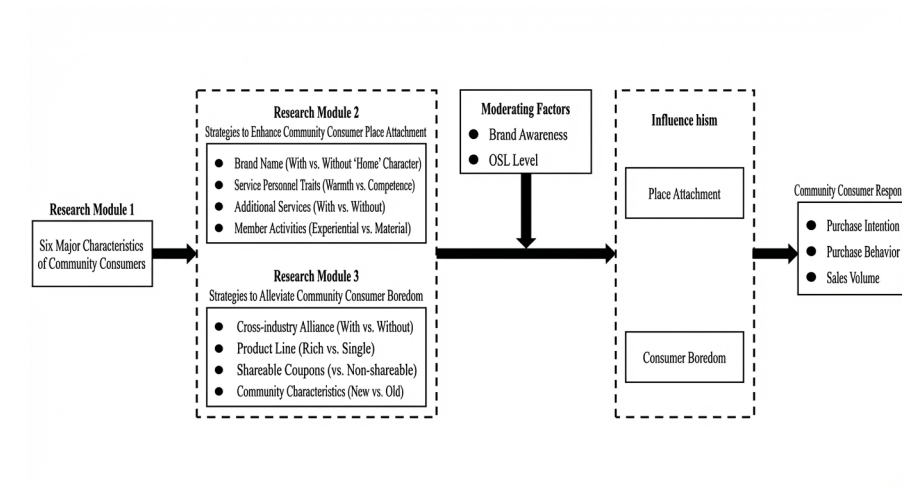 Research Module 1
Six Major Characteristics
of Community Consumers
Research Module 2
Strategies to Enhance Community Consumer Place Attachment
● Brand Name (With vs. Without ‘Home’ Character)
● Service Personnel Traits (Warmth vs. Competence)
● Additional Services (With vs. Without)
● Member Activities (Experiential vs. Material)
Research Module 3
Strategies to Alleviate Community Consumer Boredom
● Cross-industry Alliance (With vs. Without)
● Product Line (Rich vs. Single)
● Shareable Coupons (vs. Non-shareable)
● Community Characteristics (New vs. Old)
Moderating Factors
● Brand Awareness
● OSL Level
Influence hism
Place Attachment
Consumer Boredom
Community Consumer Respon
● Purchase Intention
● Purchase Behavior
● Sales Volume